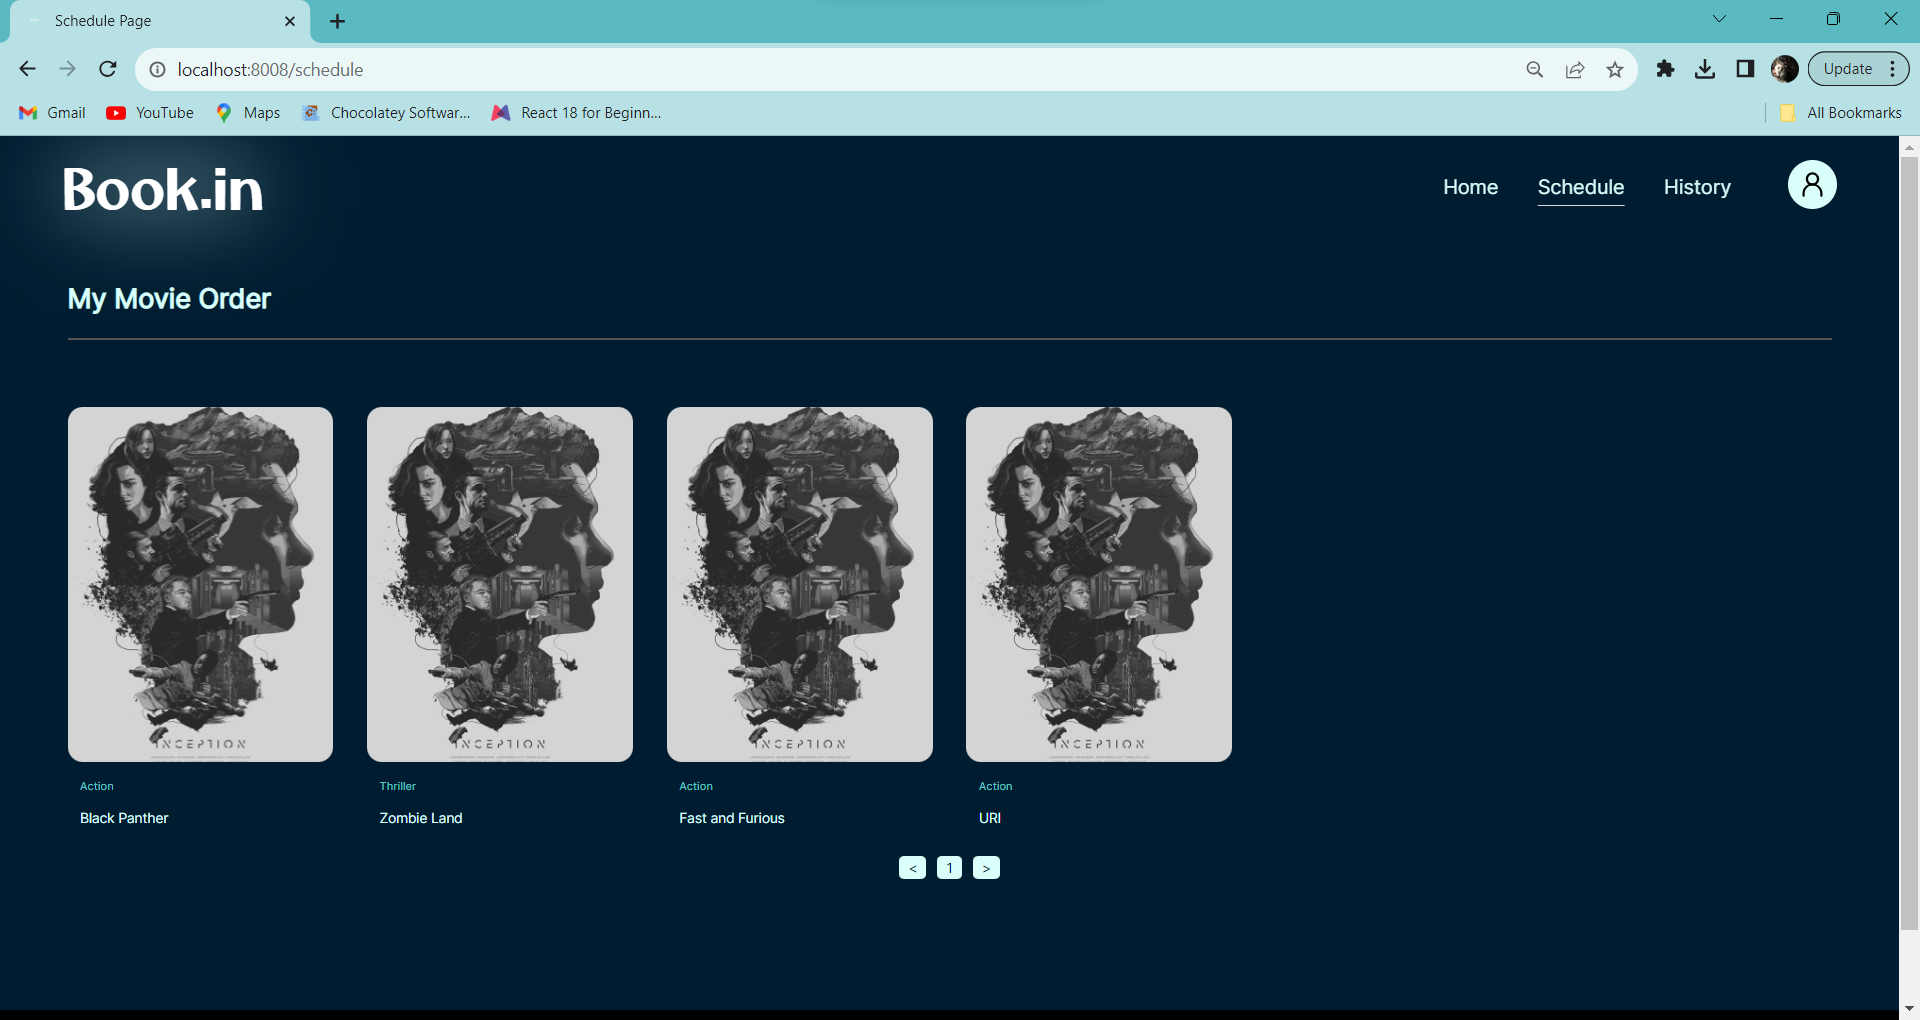 Schedule Page
localhost:8008/schedule
Update
Gmail YouTube Maps Chocolatey Softwar... React 18 for Beginn... All Bookmarks
Book.in
Home Schedule History
My Movie Order
INCEPTION INCEPTION INCEPTION INCEPTION
Action Thriller Action Action
Black Panther Zombie Land Fast and Furious URI
< 1 >